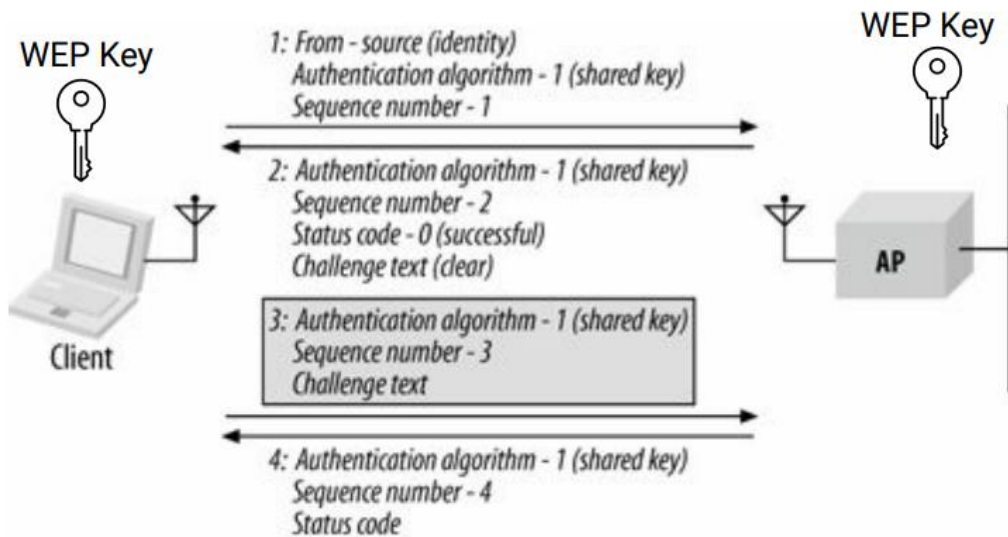 WEP Key
WEP Key
1: From - source (identity)
Authentication algorithm - 1 (shared key)
Sequence number - 1
2: Authentication algorithm - 1 (shared key)
Sequence number - 2
Status code - 0 (successful)
Challenge text (clear)
AP
3: Authentication algorithm - 1 (shared key)
Sequence number - 3
Challenge text
Client
4: Authentication algorithm - 1 (shared key)
Sequence number - 4
Status code